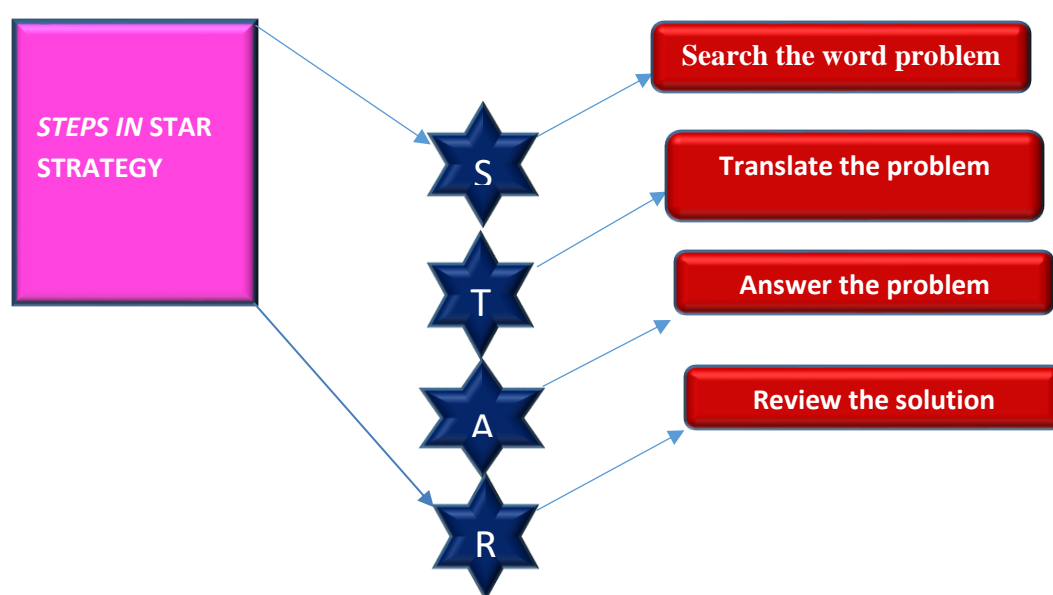 STEPS IN STAR
STRATEGY
S
Search the word problem
T
Translate the problem
A
Answer the problem
R
Review the solution